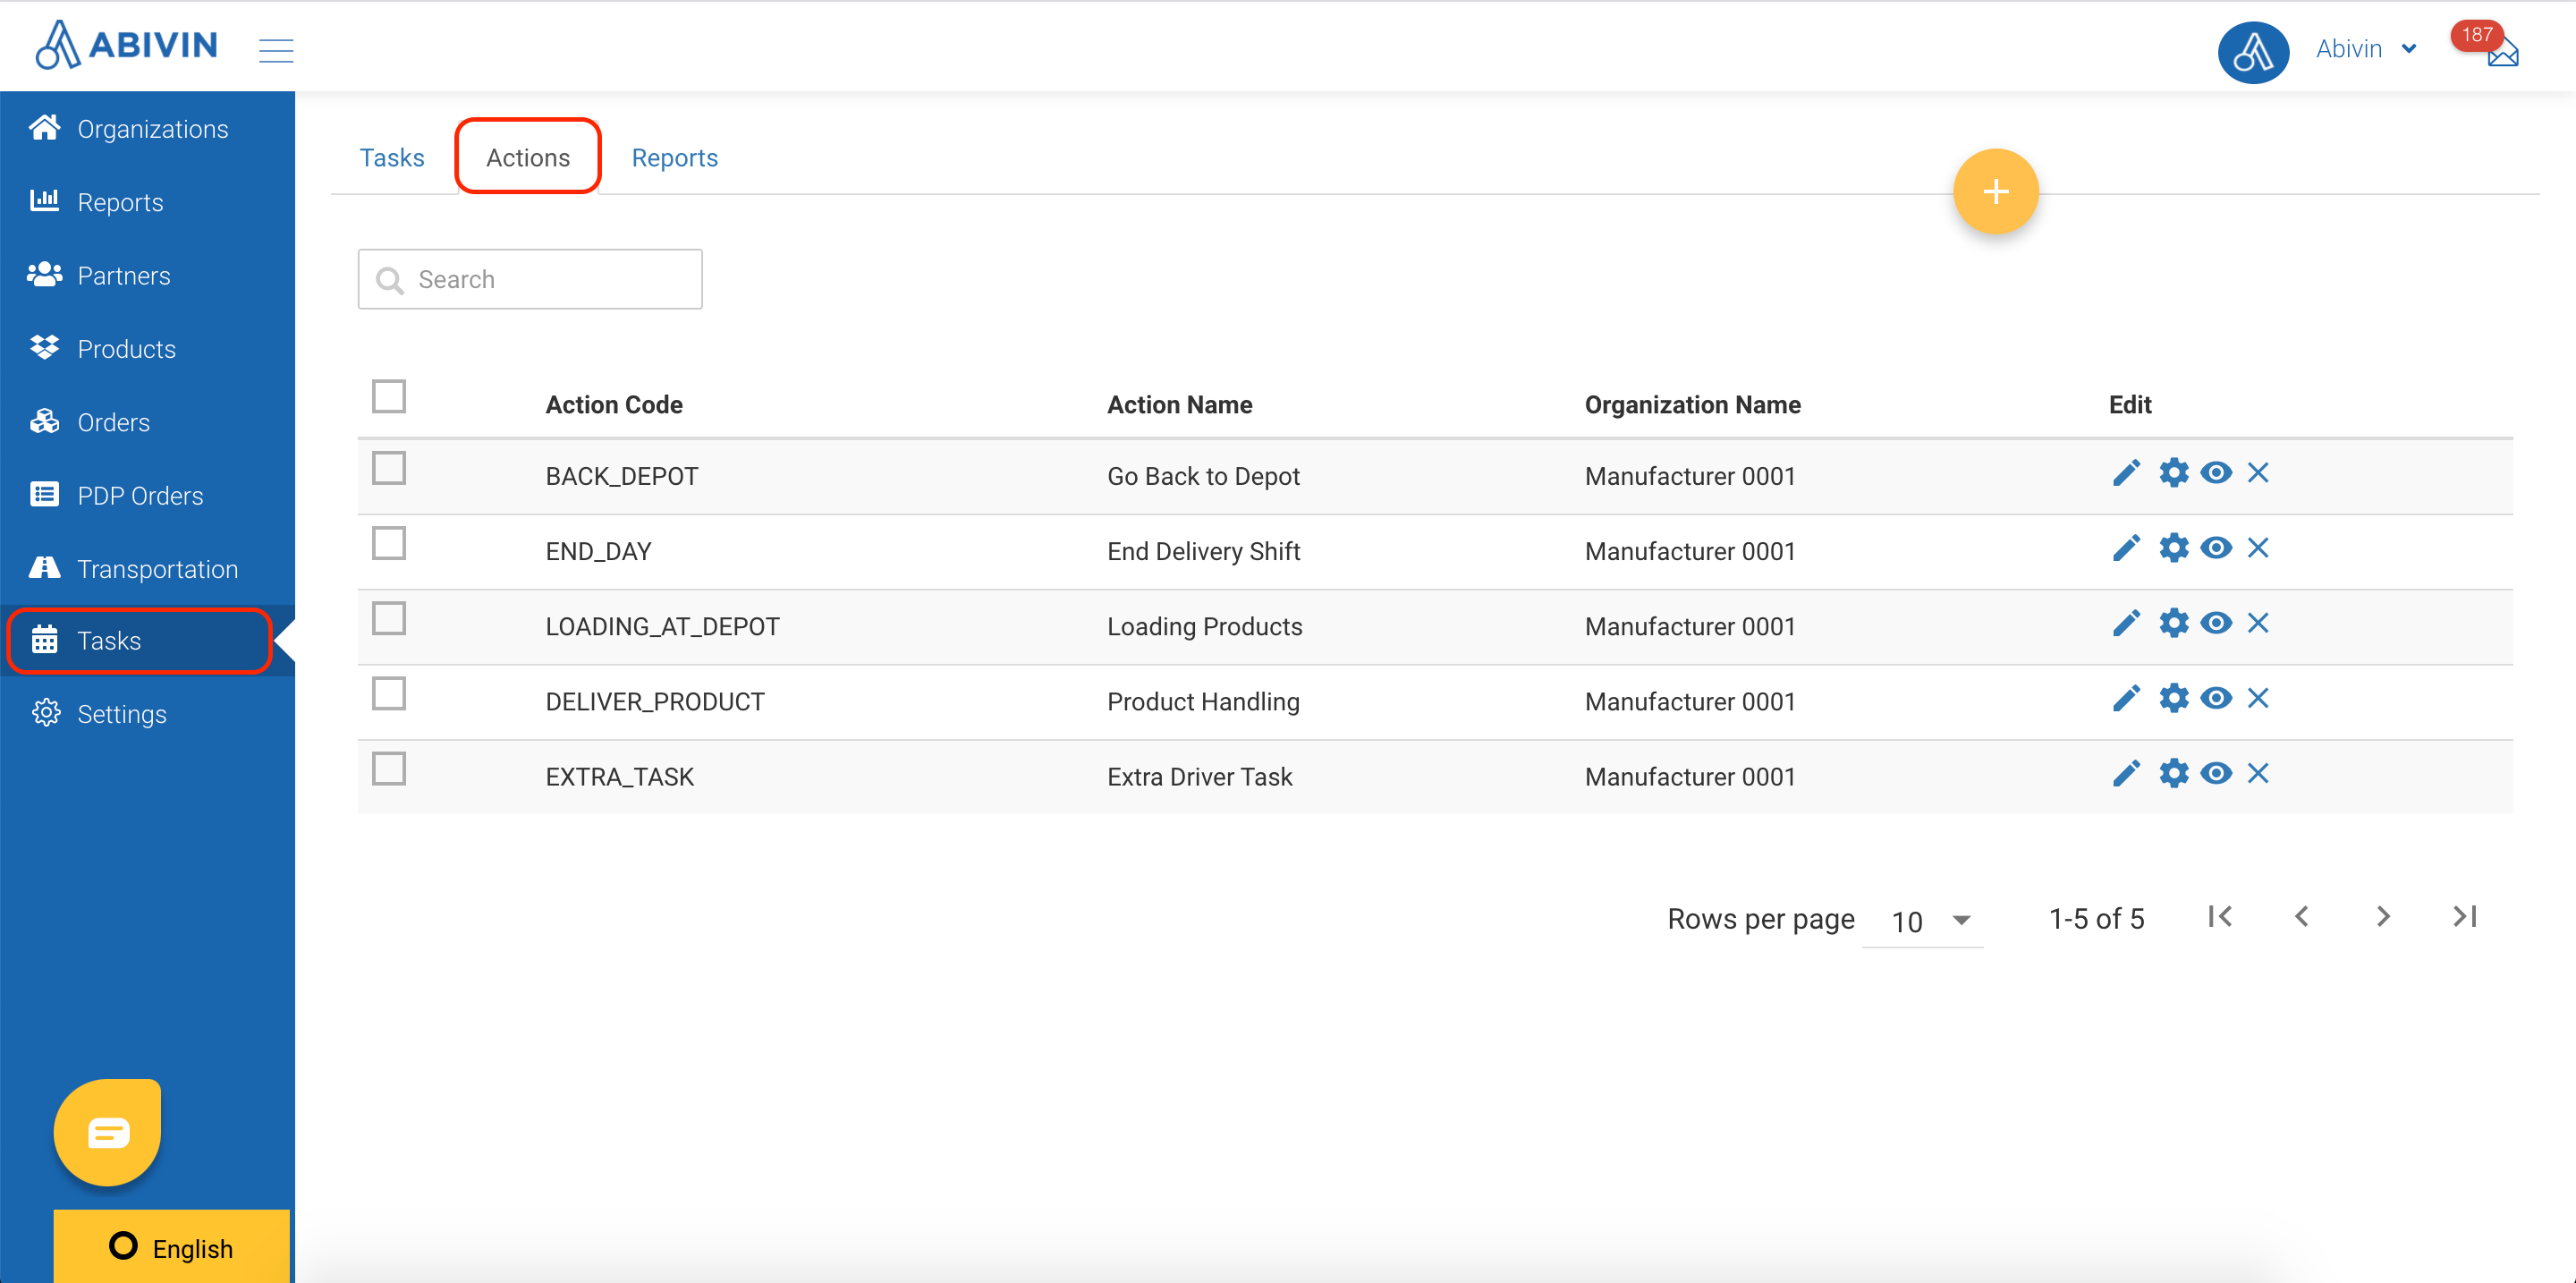 ABIVIN
Abivin
187
Organizations
Reports
Partners
Products
Orders
PDP Orders
Transportation
Tasks
Settings
English
Tasks Actions Reports
+
Search
Action Code Action Name Organization Name Edit
BACK_DEPOT Go Back to Depot Manufacturer 0001
END_DAY End Delivery Shift Manufacturer 0001
LOADING_AT_DEPOT Loading Products Manufacturer 0001
DELIVER_PRODUCT Product Handling Manufacturer 0001
EXTRA_TASK Extra Driver Task Manufacturer 0001
Rows per page 10 1-5 of 5